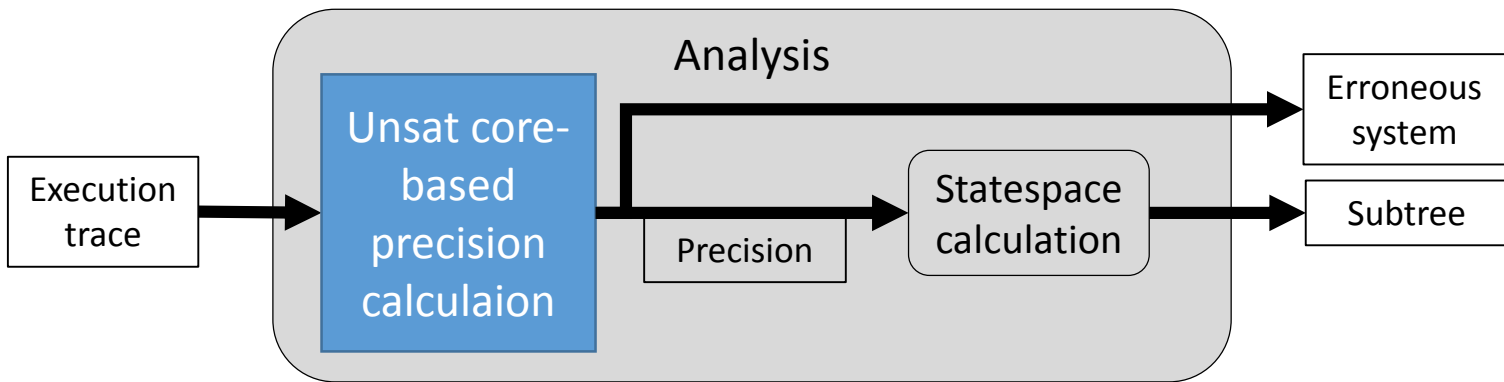 Analysis
Execution
trace
Unsat core-
based
precision
calculaion
Precision
Statespace
calculation
Erroneous
system
Subtree